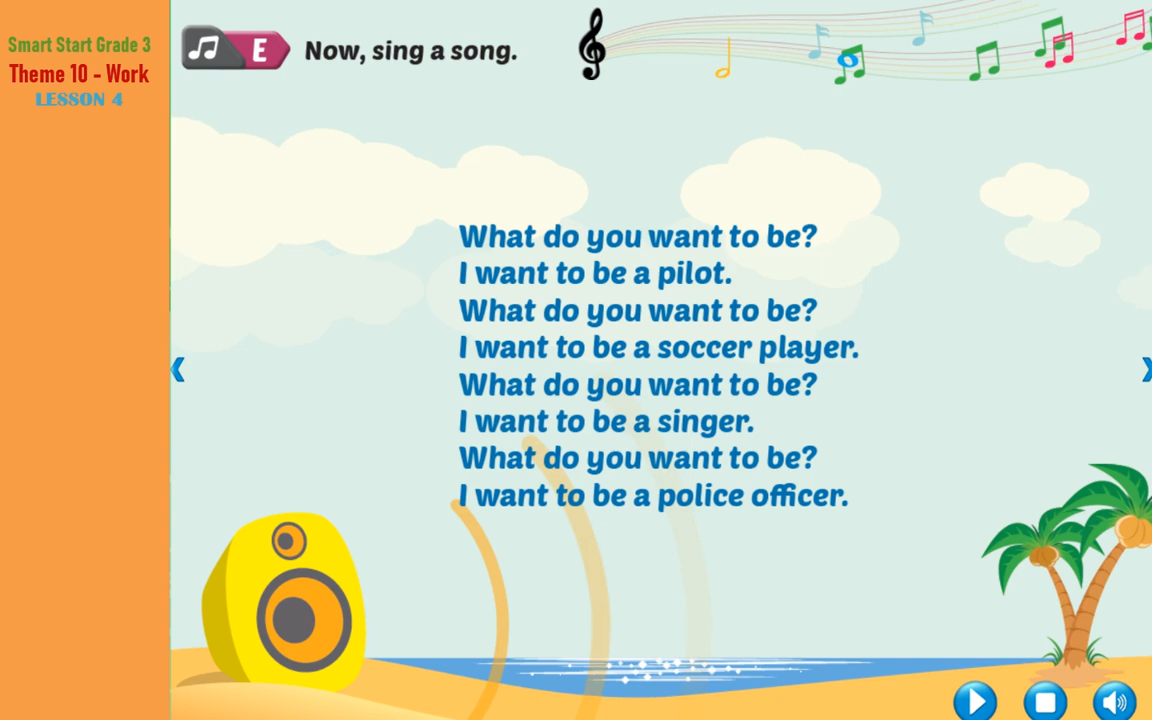 Smart Start Grade 3
Theme 10 - Work
LESSON 4
E
Now, sing a song.
What do you want to be?
I want to be a pilot.
What do you want to be?
I want to be a soccer player.
What do you want to be?
I want to be a singer.
What do you want to be?
I want to be a police officer.